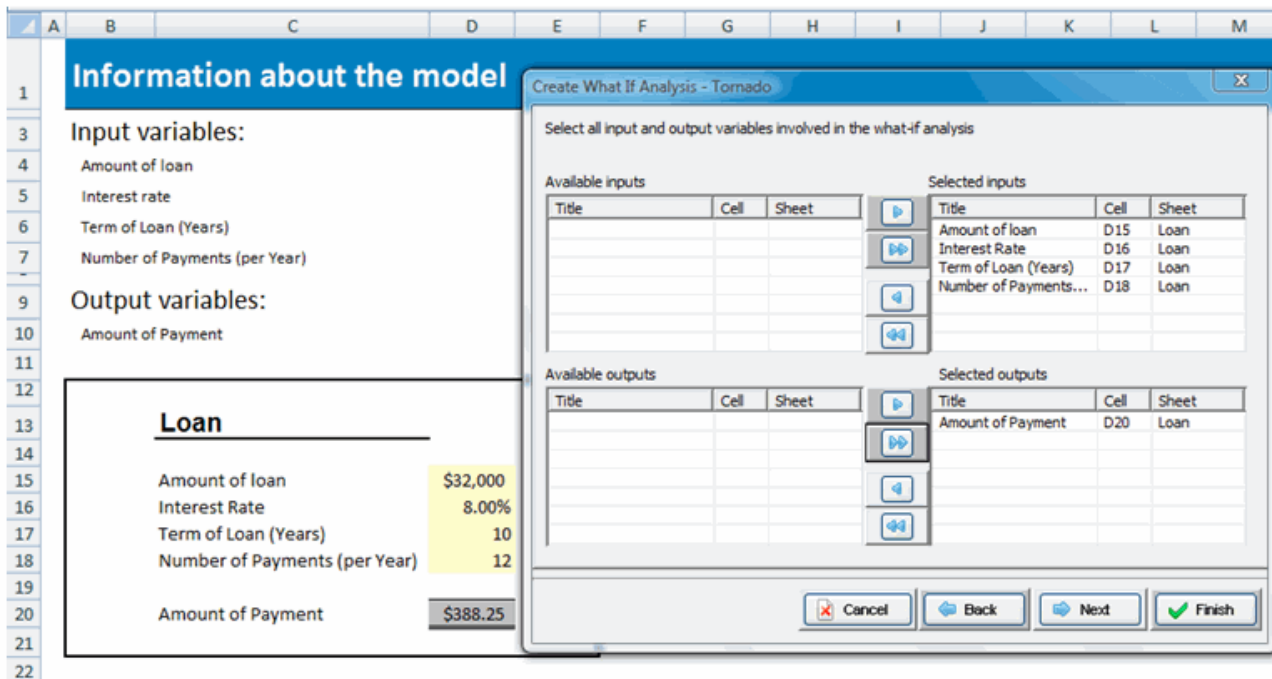 A B C D E F G H I J K L M
1 Information about the model
3 Input variables:
4 Amount of loan
5 Interest rate
6 Term of Loan (Years)
7 Number of Payments (per Year)
9 Output variables:
10 Amount of Payment
11
12
13 Loan
14
15 Amount of loan $32,000
16 Interest Rate 8.00%
17 Term of Loan (Years) 10
18 Number of Payments (per Year) 12
19
20 Amount of Payment $388.25
21
22
Create What If Analysis - Tornado
Select all input and output variables involved in the what-if analysis
Available inputs
Title Cell Sheet
Selected inputs
Title Cell Sheet
Amount of loan D15 Loan
Interest Rate D16 Loan
Term of Loan (Years) D17 Loan
Number of Payments... D18 Loan
Available outputs
Title Cell Sheet
Selected outputs
Title Cell Sheet
Amount of Payment D20 Loan
Cancel Back Next Finish